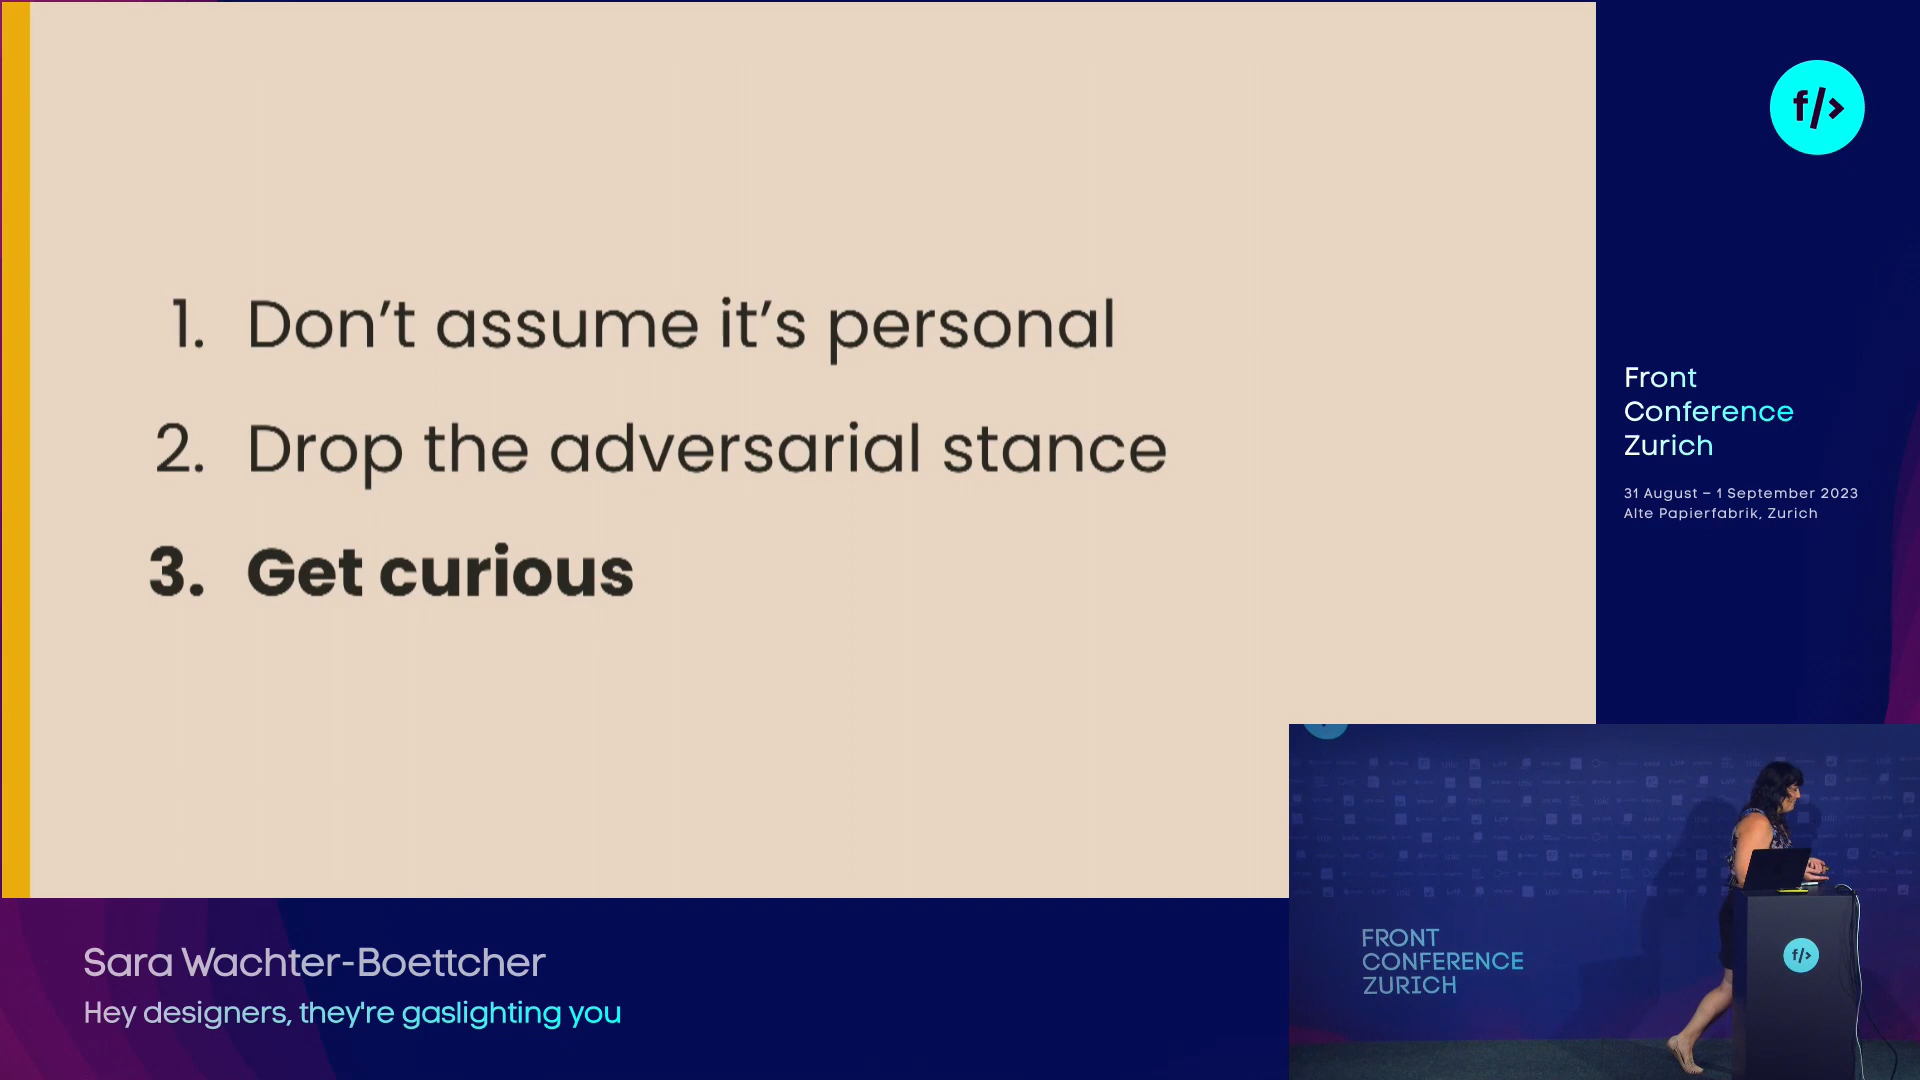 1. Don't assume it's personal
2. Drop the adversarial stance
3. Get curious
f/>
Front
Conference
Zurich
31 August – 1 September 2023
Alte Papierfabrik, Zurich
FRONT
CONFERENCE
ZURICH
f/>
Sara Wachter-Boettcher
Hey designers, they're gaslighting you